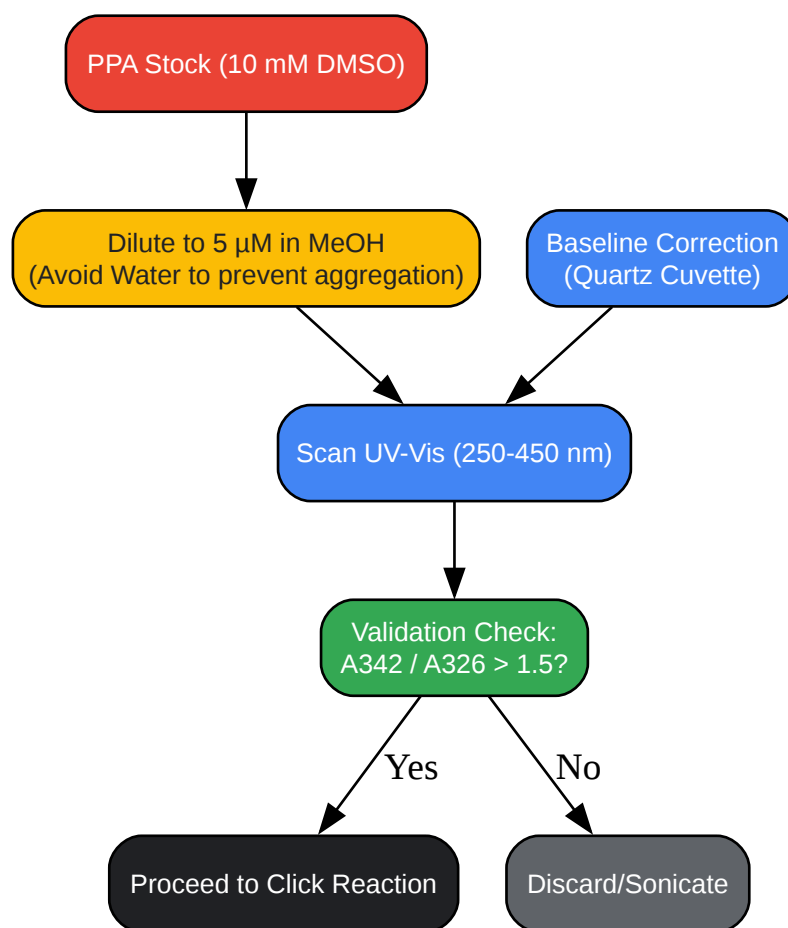 PPA Stock (10 mM DMSO)
Dilute to 5 µM in MeOH
(Avoid Water to prevent aggregation)
Baseline Correction
(Quartz Cuvette)
Scan UV-Vis (250-450 nm)
Validation Check:
A342 / A326 > 1.5?
Yes
No
Proceed to Click Reaction
Discard/Sonicate